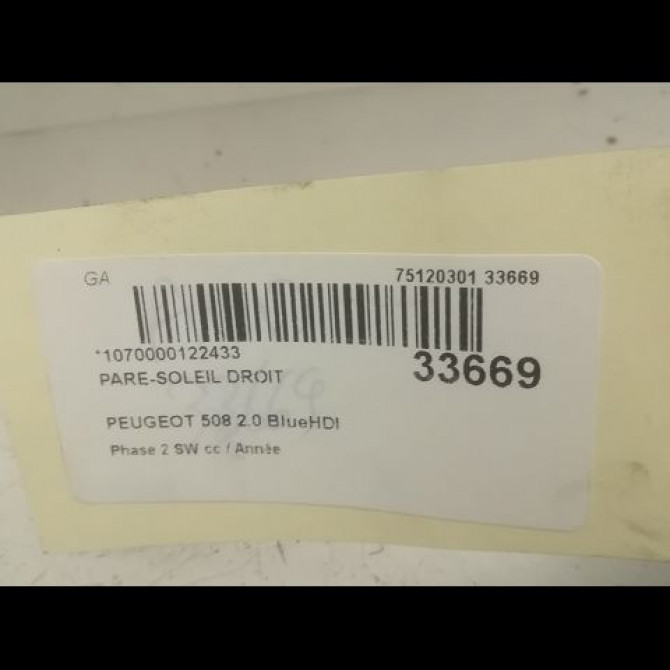 GA 75120301 33669
*1070000122433 33669
PARE-SOLEIL DROIT
PEUGEOT 508 2.0 BlueHDI
Phase 2 SW cc / Année